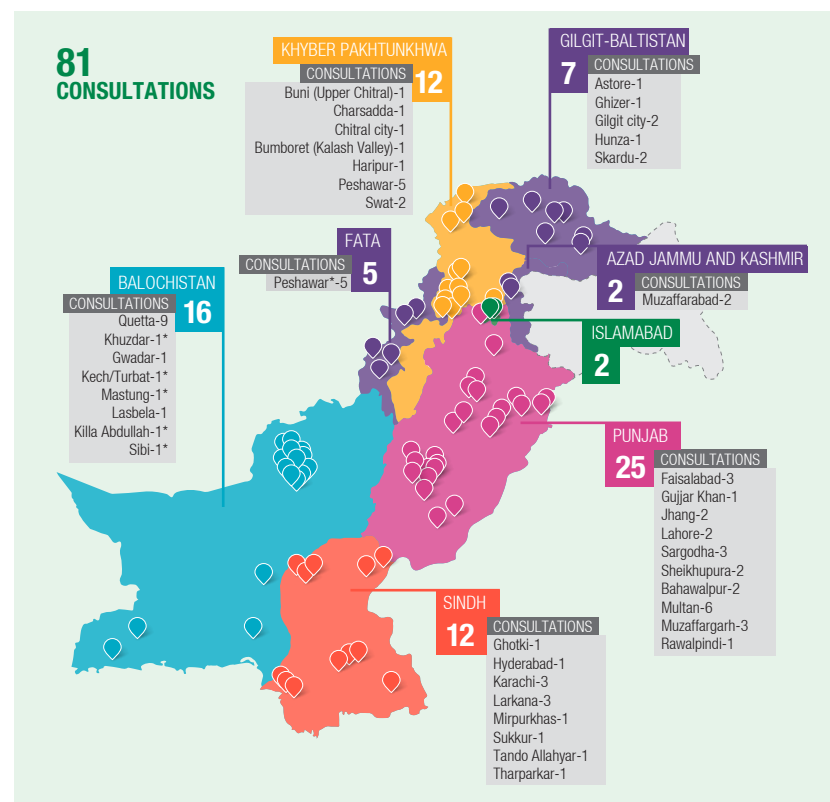 81
CONSULTATIONS
KHYBER PAKHTUNKHWA
CONSULTATIONS
12
Buni (Upper Chitral)-1
Charsadda-1
Chitral city-1
Bumboret (Kalash Valley)-1
Haripur-1
Peshawar-5
Swat-2
GILGIT-BALTISTAN
7
CONSULTATIONS
Astore-1
Ghizer-1
Gilgit city-2
Hunza-1
Skardu-2
FATA
CONSULTATIONS
5
Peshawar*-5
AZAD JAMMU AND KASHMIR
2
CONSULTATIONS
Muzaffarabad-2
BALOCHISTAN
CONSULTATIONS
16
Quetta-9
Khuzdar-1*
Gwadar-1
Kech/Turbat-1*
Mastung-1*
Lasbela-1
Killa Abdullah-1*
Sibi-1*
ISLAMABAD
2
PUNJAB
25
CONSULTATIONS
Faisalabad-3
Gujjar Khan-1
Jhang-2
Lahore-2
Sargodha-3
Sheikhupura-2
Bahawalpur-2
Multan-6
Muzaffargarh-3
Rawalpindi-1
SINDH
12
CONSULTATIONS
Ghotki-1
Hyderabad-1
Karachi-3
Larkana-3
Mirpurkhas-1
Sukkur-1
Tando Allahyar-1
Tharparkar-1